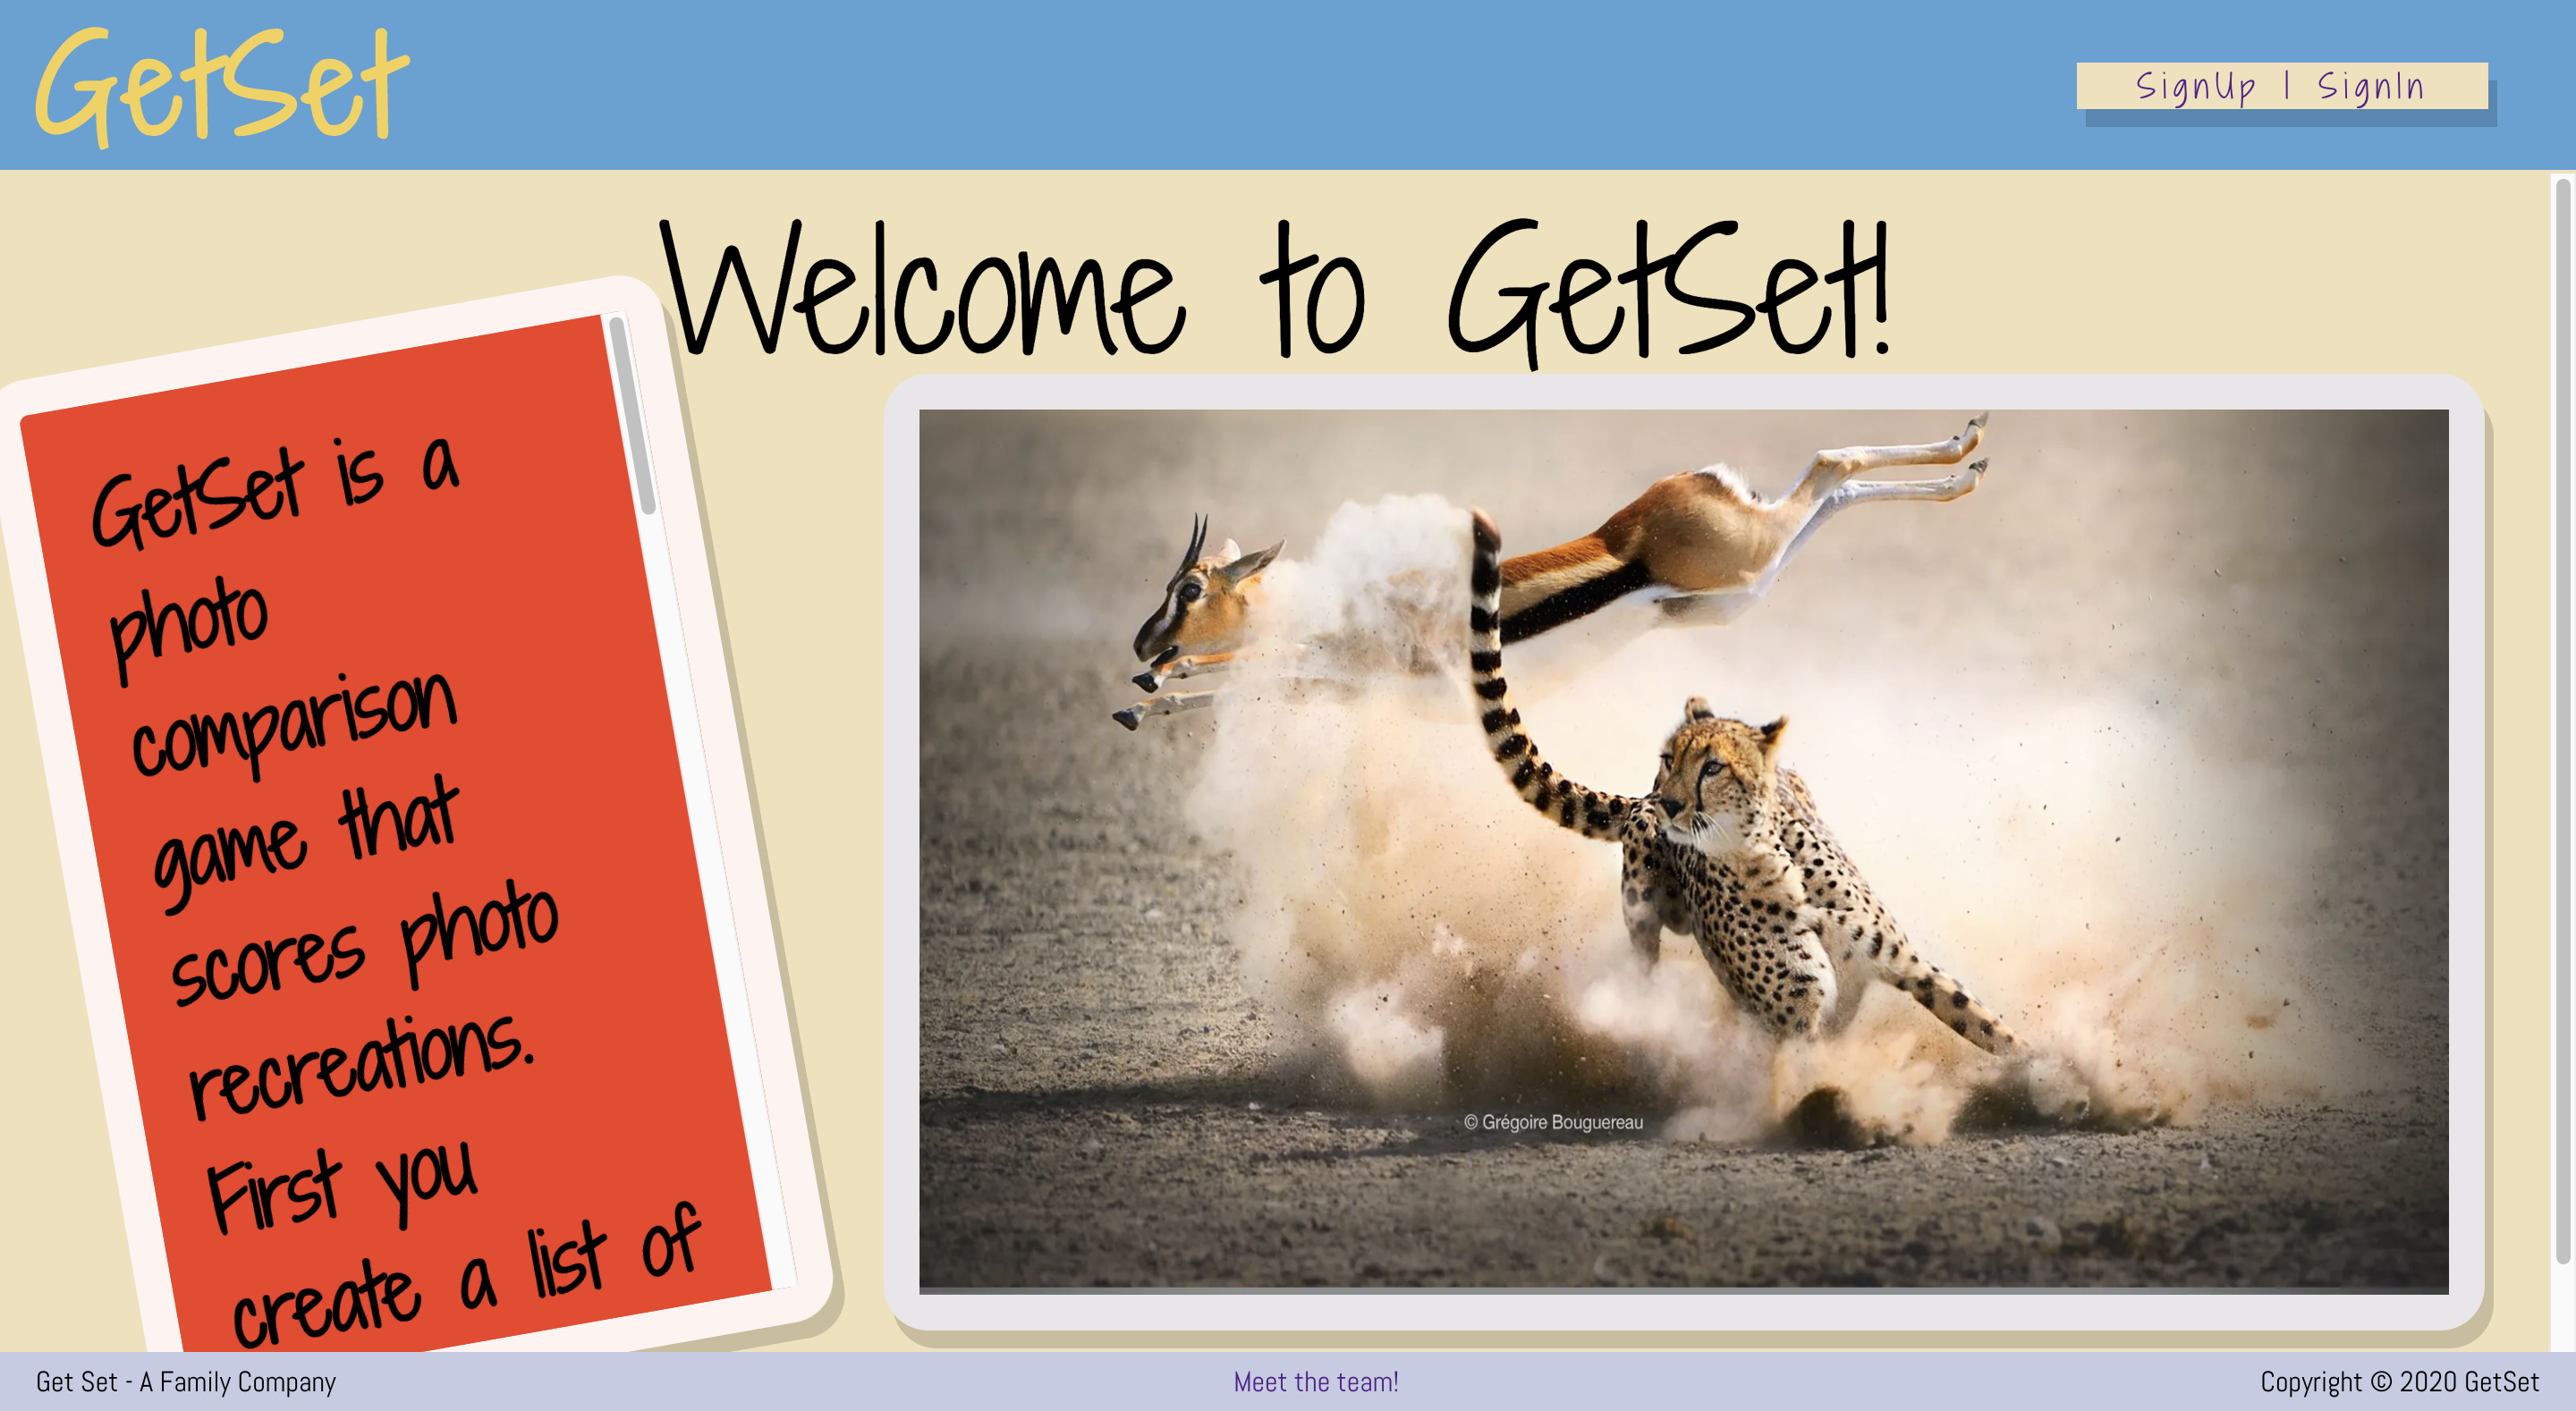 GetSet
SignUp | SignIn
Welcome to GetSet!
GetSet is a
photo
comparison
game that
scores photo
recreations.
First you
create a list of
© Grégoire Bouguereau
Get Set - A Family Company
Meet the team!
Copyright © 2020 GetSet